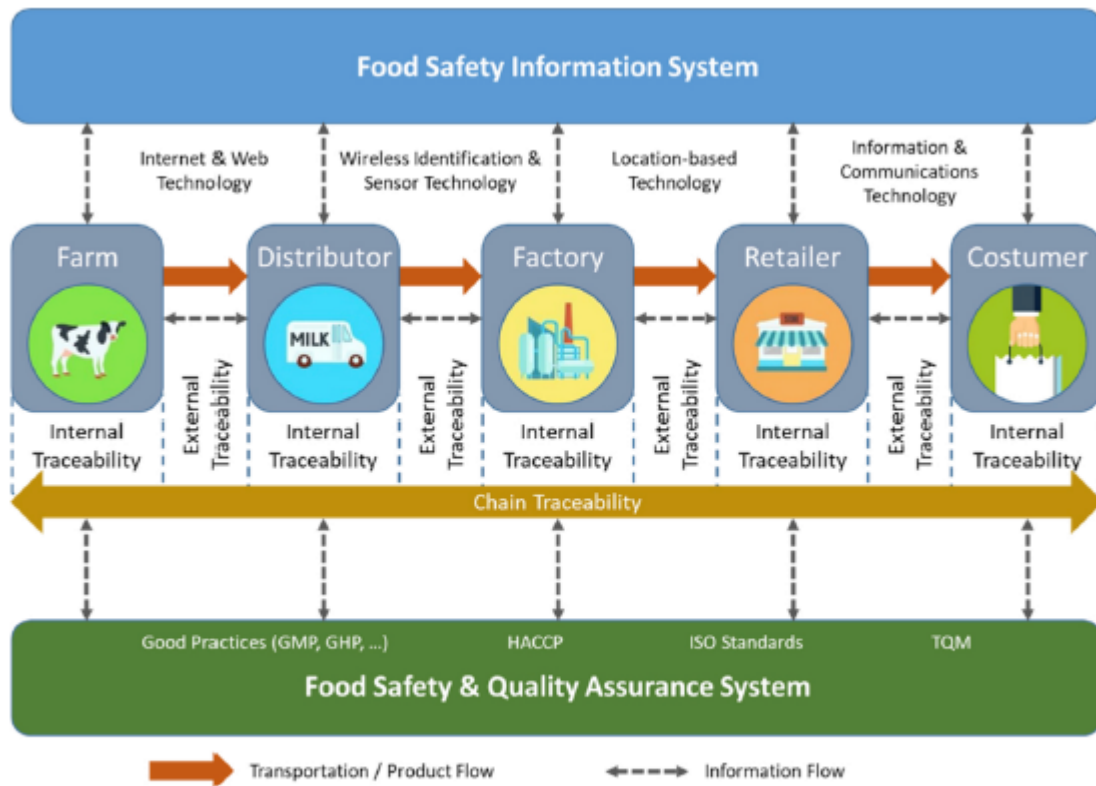 Food Safety Information System
Internet & Web
Technology
Wireless Identification &
Sensor Technology
Location-based
Technology
Information &
Communications
Technology
Farm
Distributor
Factory
Retailer
Costumer
MILK
External
Traceability
External
Traceability
External
Traceability
External
Traceability
Internal
Traceability
Internal
Traceability
Internal
Traceability
Internal
Traceability
Internal
Traceability
Chain Traceability
Good Practices (GMP, GHP, ...)
HACCP
ISO Standards
TQM
Food Safety & Quality Assurance System
Transportation / Product Flow
Information Flow